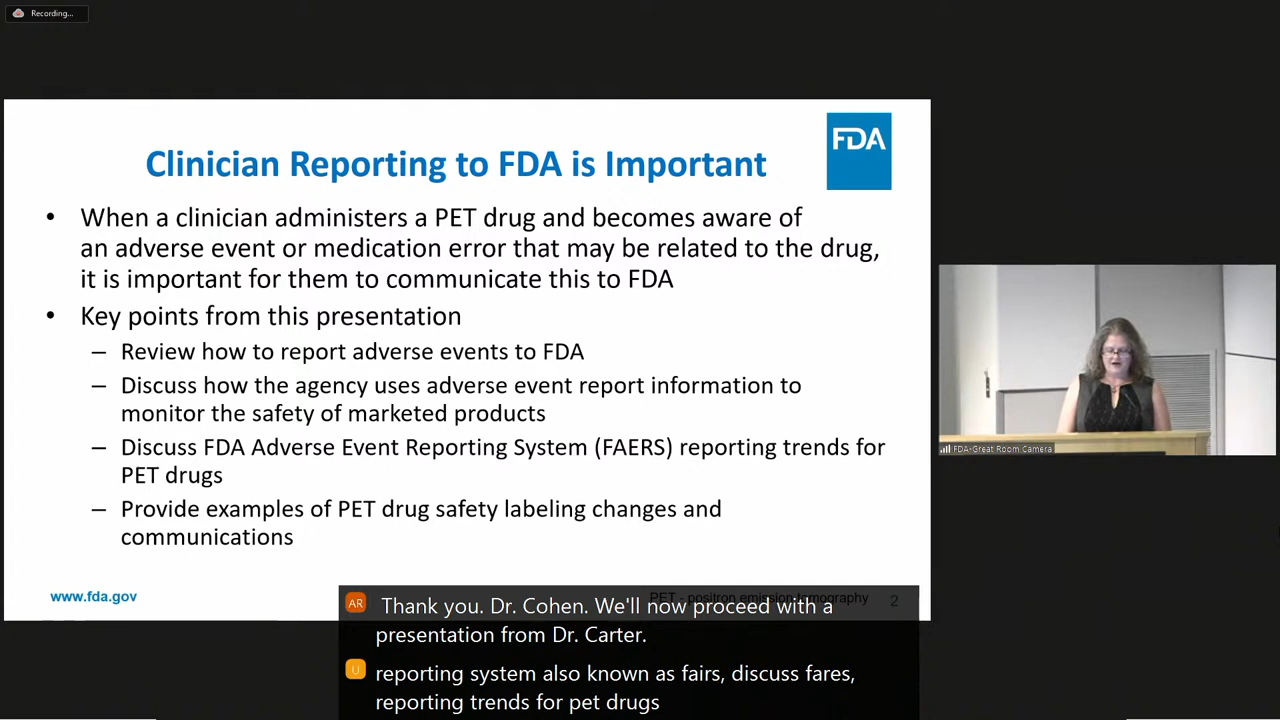 Recording...
FDA
Clinician Reporting to FDA is Important
• When a clinician administers a PET drug and becomes aware of
an adverse event or medication error that may be related to the drug,
it is important for them to communicate this to FDA
• Key points from this presentation
– Review how to report adverse events to FDA
– Discuss how the agency uses adverse event report information to
monitor the safety of marketed products
– Discuss FDA Adverse Event Reporting System (FAERS) reporting trends for
PET drugs
– Provide examples of PET drug safety labeling changes and
communications
www.fda.gov
PET - positron emission tomography
2
FDA-Great Room Camera
AR Thank you. Dr. Cohen. We'll now proceed with a
presentation from Dr. Carter.
U reporting system also known as fairs, discuss fares,
reporting trends for pet drugs